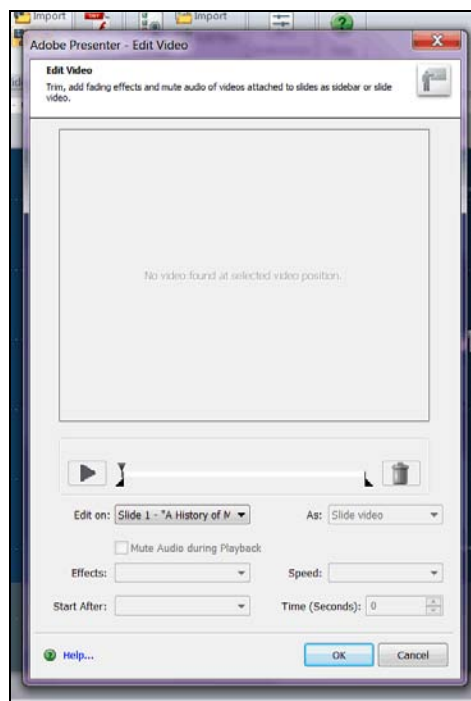 Import
Import
Adobe Presenter - Edit Video
Edit Video
Trim, add fading effects and mute audio of videos attached to slides as sidebar or slide
video.
No video found at selected video position.
Edit on: Slide 1 - "A History of M As: Slide video
Mute Audio during Playback
Effects: Speed:
Start After: Time (Seconds): 0
Help... OK Cancel